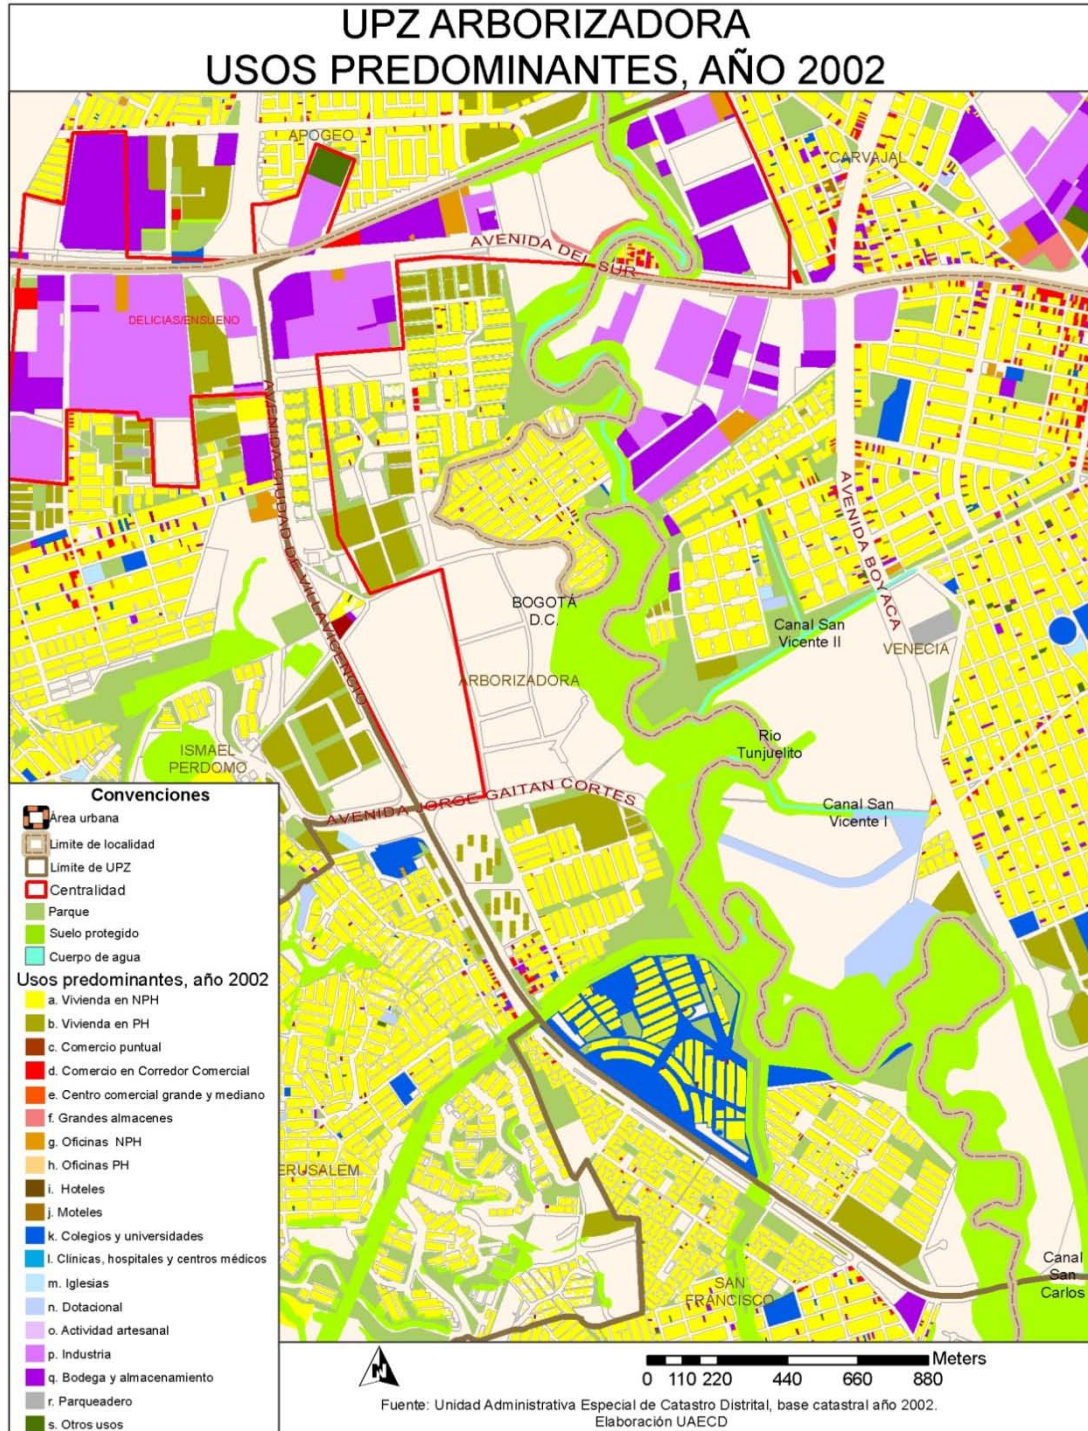 UPZ ARBORIZADORA
USOS PREDOMINANTES, AÑO 2002
APOGEO
CARVAJAL
AVENIDA DEL SUR
DELICIAS/ENSUEÑO
AVENIDA CIUDAD DE VILLAVICENCIO
AVENIDA BOYACA
BOGOTÁ
D.C.
Canal San
Vicente II
VENECIA
ARBORIZADORA
ISMAEL
PERDOMO
Rio
Tunjuelito
AVENIDA JORGE GAITAN CORTES
Canal San
Vicente I
ERUSALEM
SAN
FRANCISCO
Canal
San
Carlos
Convenciones
Área urbana
Limite de localidad
Límite de UPZ
Centralidad
Parque
Suelo protegido
Cuerpo de agua
Usos predominantes, año 2002
a. Vivienda en NPH
b. Vivienda en PH
c. Comercio puntual
d. Comercio en Corredor Comercial
e. Centro comercial grande y mediano
f. Grandes almacenes
g. Oficinas NPH
h. Oficinas PH
i. Hoteles
j. Moteles
k. Colegios y universidades
l. Clínicas, hospitales y centros médicos
m. Iglesias
n. Dotacional
o. Actividad artesanal
p. Industria
q. Bodega y almacenamiento
r. Parqueadero
s. Otros usos
N
Meters
0 110 220 440 660 880
Fuente: Unidad Administrativa Especial de Catastro Distrital, base catastral año 2002.
Elaboración UAECD